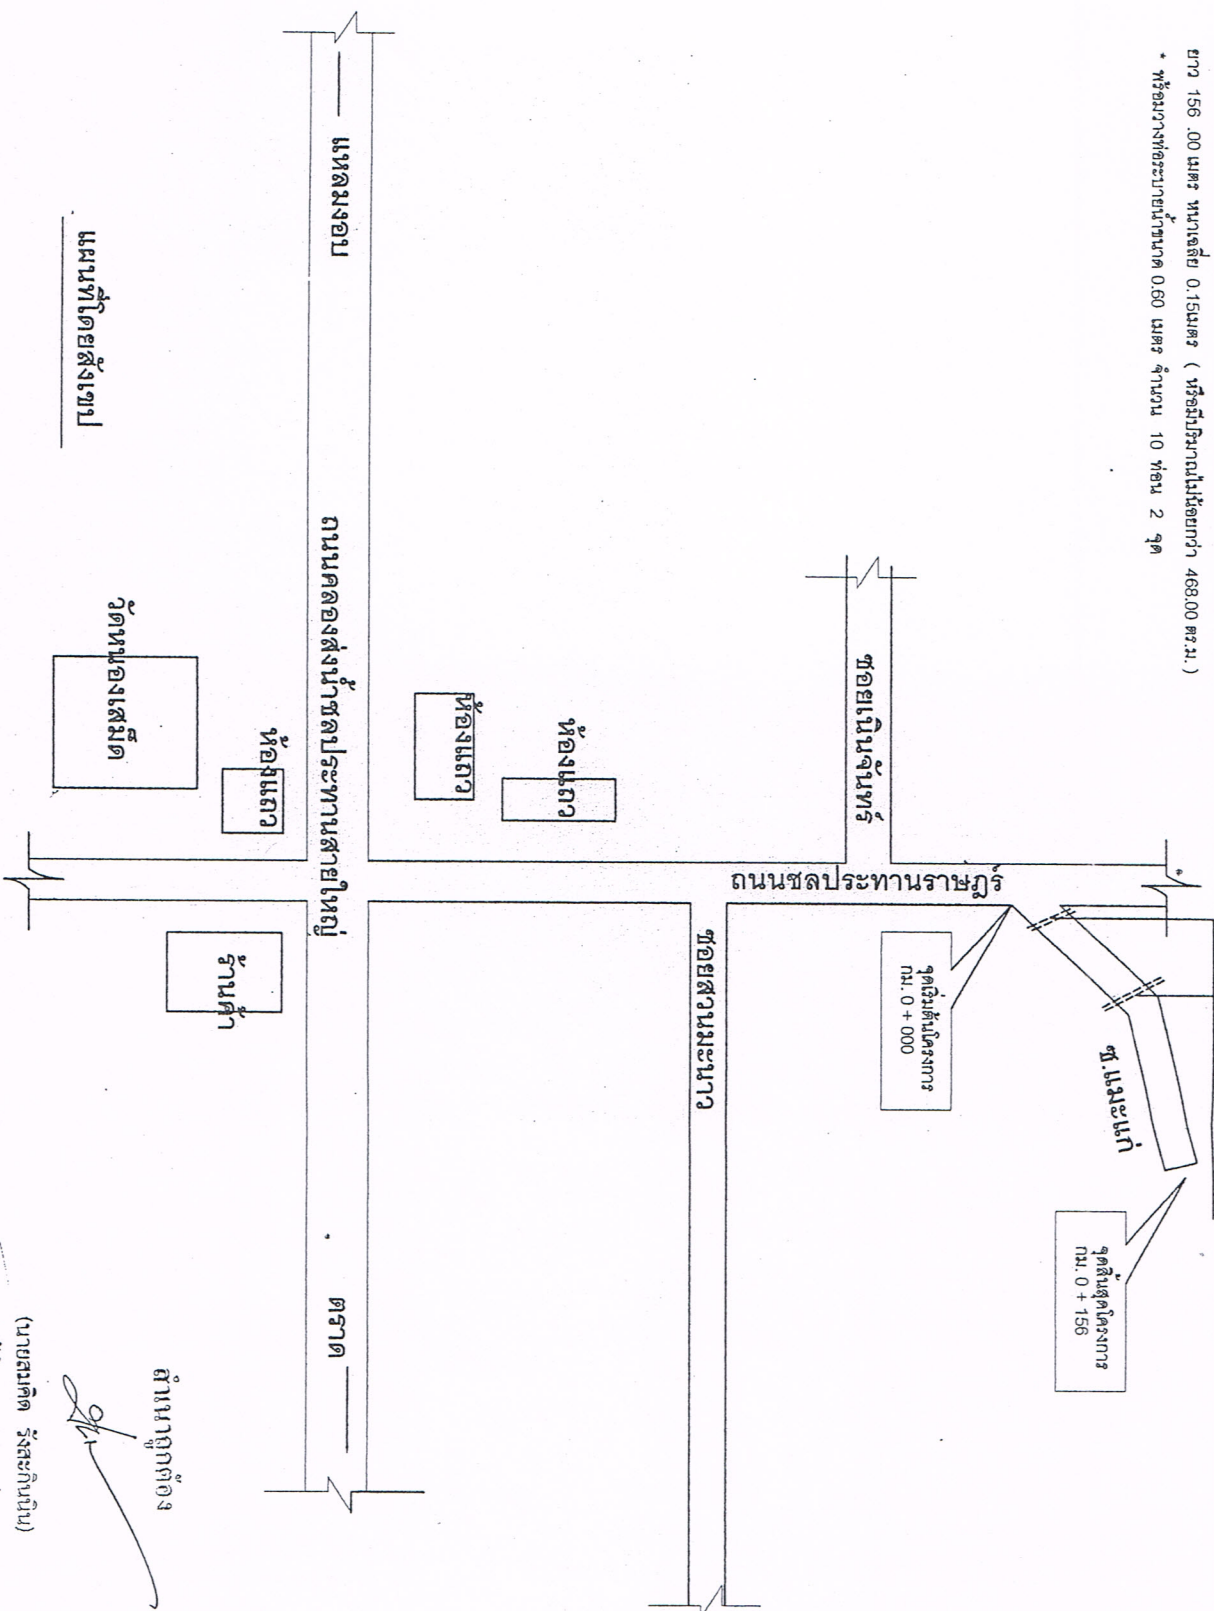 ยาว 156 .00 เมตร หนาเฉลี่ย 0.15เมตร ( หรือมีปริมาณไม่น้อยกว่า 468.00 ตร.ม. )
* พร้อมวางท่อระบายน้ำขนาด 0.60 เมตร จำนวน 10 ท่อน 2 จุด
ซ.แมะแก่
จุดสิ้นสุดโครงการ
กม. 0 + 156
จุดเริ่มต้นโครงการ
กม. 0 + 000
ซอยเนินจันทร์
ถนนชลประทานราษฎร์
ซอยสวนมะนาว
ห้องแถว
ห้องแถว
แหลมงอบ
ถนนคลองส่งน้ำชลประทานสายใหญ่
ตราด
ห้องแถว
ร้านค้า
วัดหนองเสม็ด
แผนที่โดยสังเขป
สำเนาถูกต้อง
(นายสมคิด รังสะกินนิน)